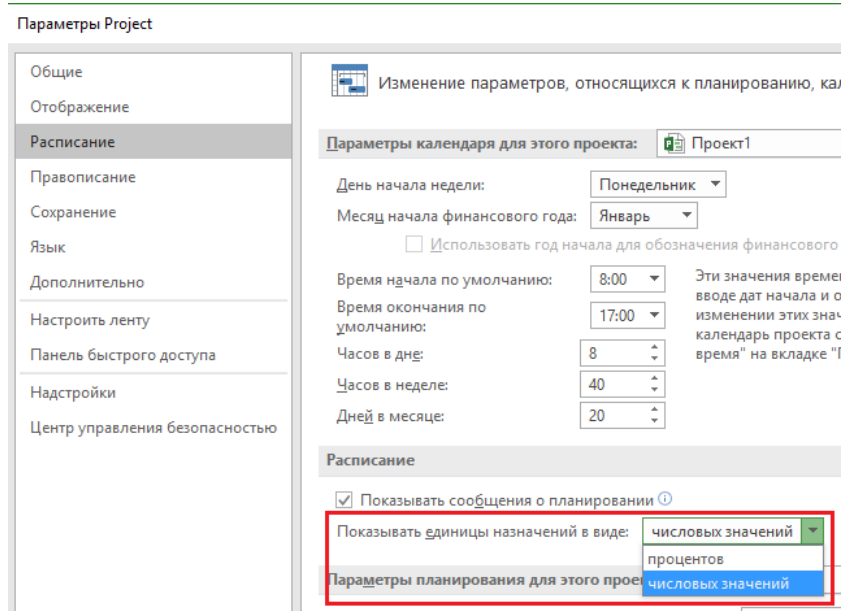 Параметры Project
Общие
Отображение
Расписание
Правописание
Сохранение
Язык
Дополнительно
Настроить ленту
Панель быстрого доступа
Надстройки
Центр управления безопасностью
Изменение параметров, относящихся к планированию,
Параметры календаря для этого проекта: Проект1
День начала недели: Понедельник
Месяц начала финансового года: Январь
Использовать год начала для обозначения финансового
Время начала по умолчанию: 8:00
Время окончания по
умолчанию: 17:00
Часов в дне: 8
Часов в неделе: 40
Дней в месяце: 20
Эти значения
вводе дат начала и
изменении этих
календарь проекта
время" на вкладке
Расписание
Показывать сообщения о планировании
Показывать единицы назначений в виде: числовых значений
процентов
числовых значений
Параметры планирования для этого